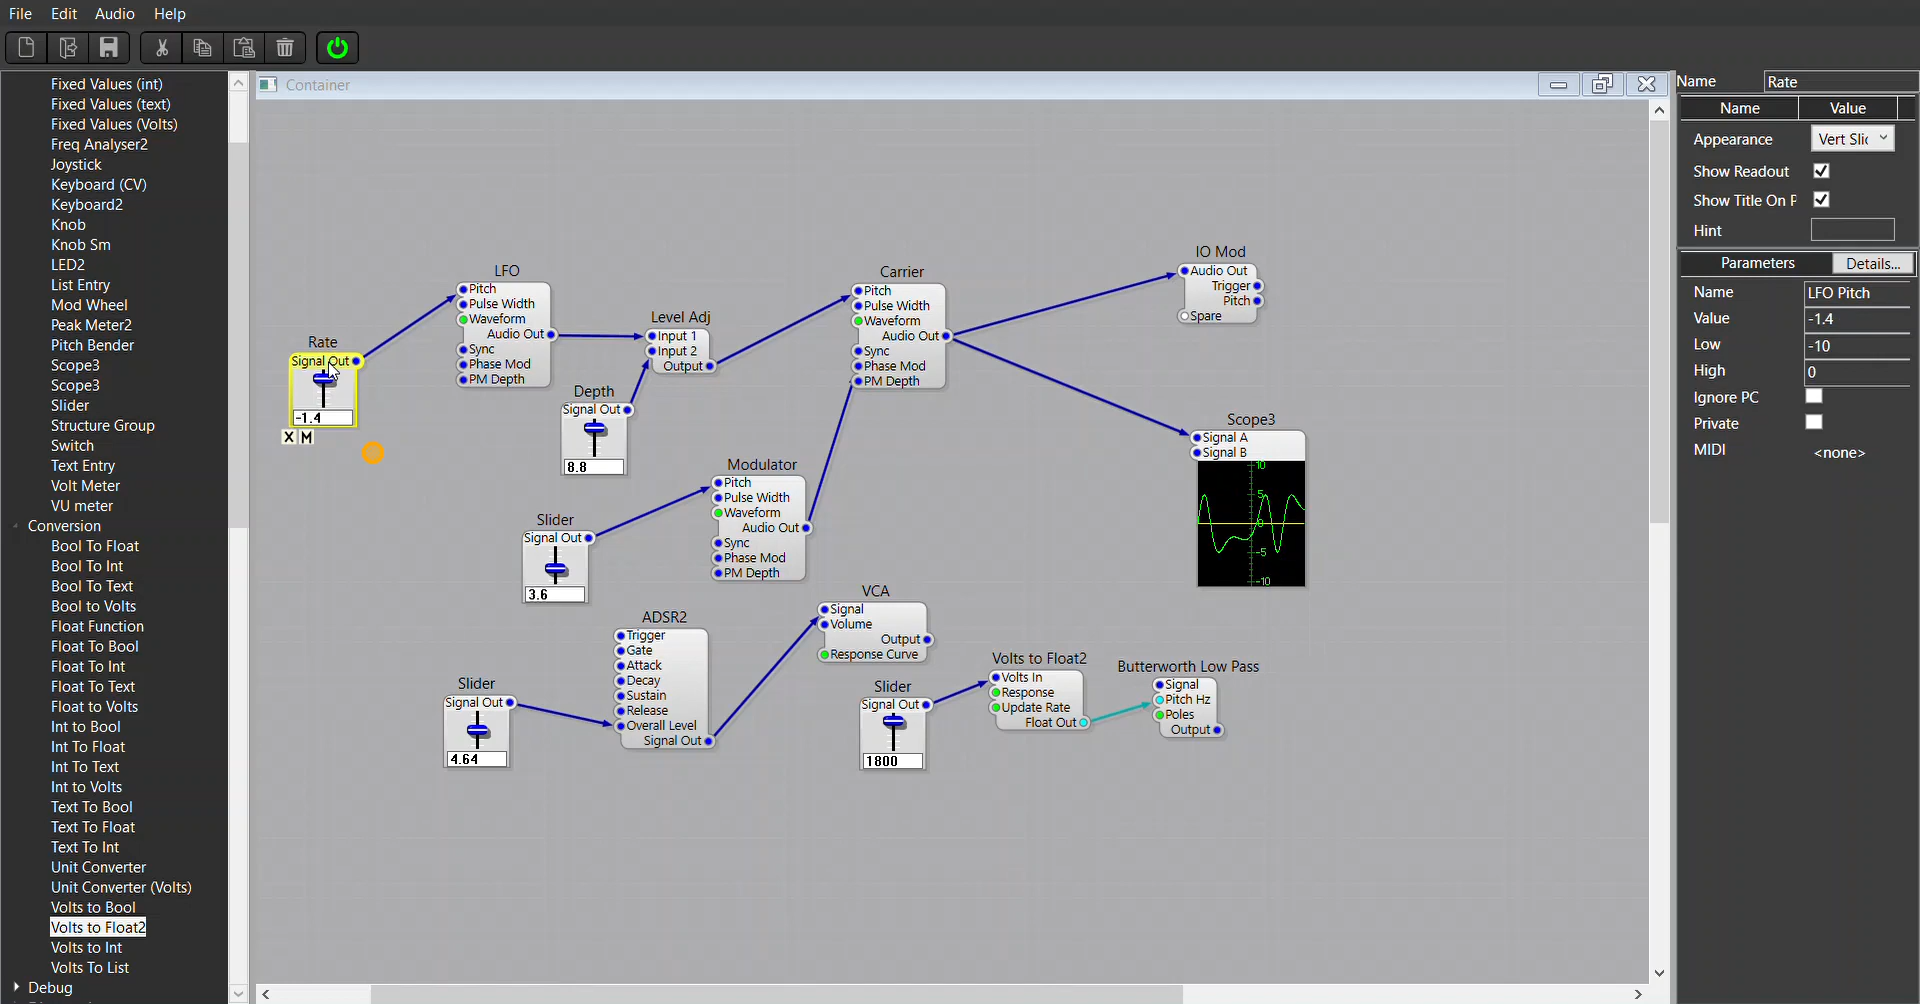 File Edit Audio Help
Fixed Values (int)
Fixed Values (text)
Fixed Values (Volts)
Freq Analyser2
Joystick
Keyboard (CV)
Keyboard2
Knob
Knob Sm
LED2
List Entry
Mod Wheel
Peak Meter2
Pitch Bender
Scope3
Scope3
Slider
Structure Group
Switch
Text Entry
Volt Meter
VU meter
Conversion
Bool To Float
Bool To Int
Bool To Text
Bool to Volts
Float Function
Float To Bool
Float To Int
Float To Text
Float to Volts
Int to Bool
Int To Float
Int To Text
Int to Volts
Text To Bool
Text To Float
Text To Int
Unit Converter
Unit Converter (Volts)
Volts to Bool
Volts to Float2
Volts to Int
Volts To List
Debug
Container
Rate
Signal Out
-1.4
X M
LFO
Pitch
Pulse Width
Waveform
Audio Out
Sync
Phase Mod
PM Depth
Level Adj
Input 1
Input 2
Output
Depth
Signal Out
8.8
Carrier
Pitch
Pulse Width
Waveform
Audio Out
Sync
Phase Mod
PM Depth
IO Mod
Audio Out
Trigger
Pitch
Spare
Scope3
Signal A
Signal B
10
5
0
-5
-10
Modulator
Pitch
Pulse Width
Waveform
Audio Out
Sync
Phase Mod
PM Depth
Slider
Signal Out
3.6
ADSR2
Trigger
Gate
Attack
Decay
Sustain
Release
Overall Level
Signal Out
Slider
Signal Out
4.64
VCA
Signal
Volume
Output
Response Curve
Slider
Signal Out
1800
Volts to Float2
Volts In
Response
Update Rate
Float Out
Butterworth Low Pass
Signal
Pitch Hz
Poles
Output
Name Rate
Name Value
Appearance Vert Slic
Show Readout
Show Title On P
Hint
Parameters Details...
Name LFO Pitch
Value -1.4
Low -10
High 0
Ignore PC
Private
MIDI <none>